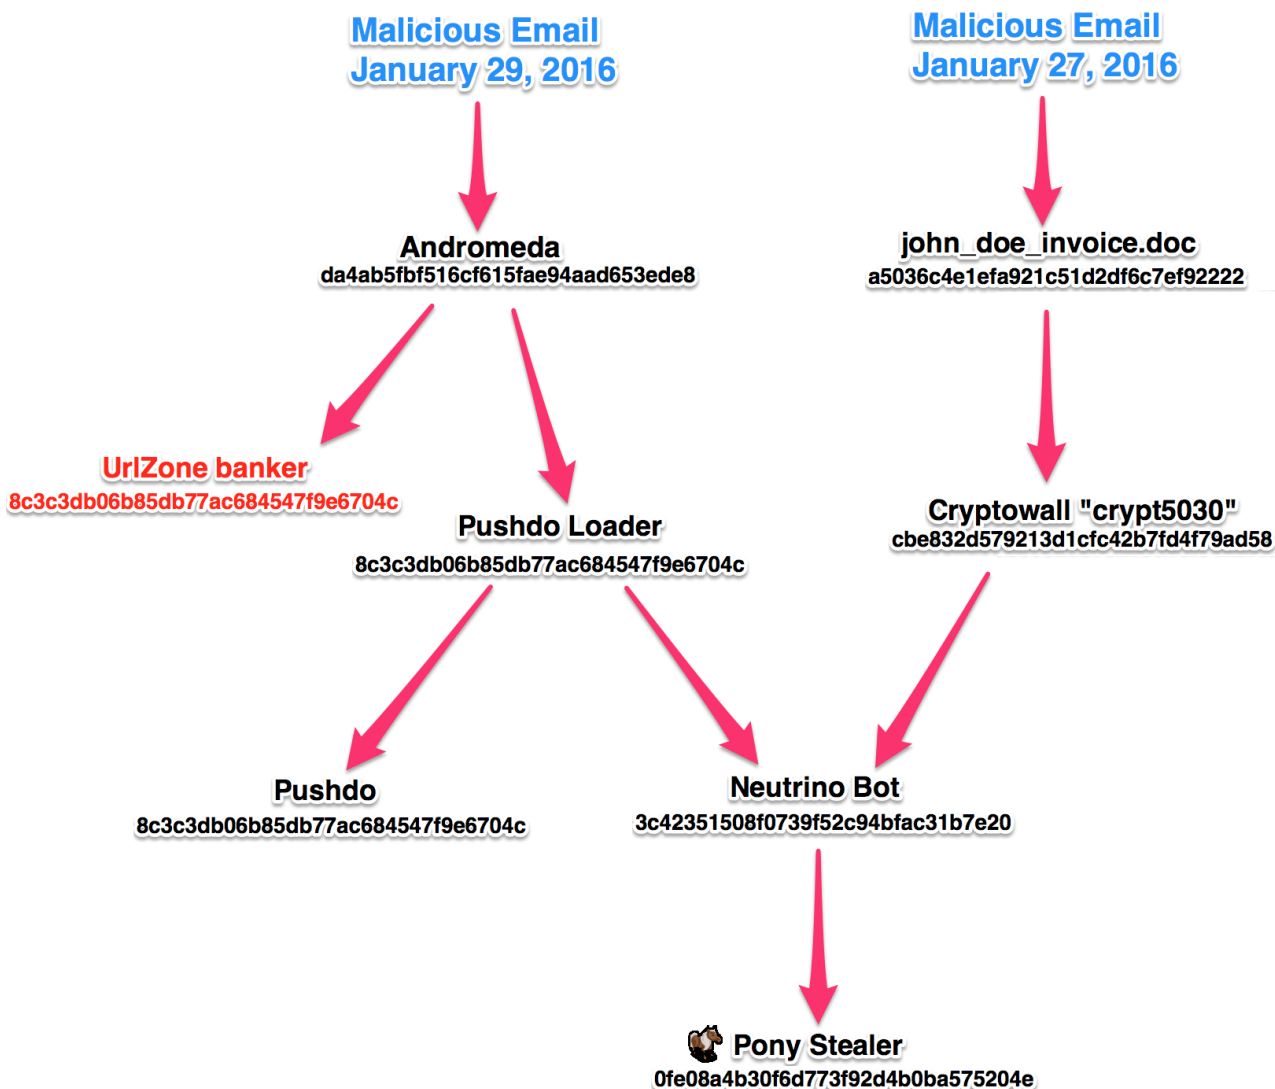 Malicious Email
January 29, 2016
Malicious Email
January 27, 2016
Andromeda
da4ab5fbf516cf615fae94aad653ede8
john_doe_invoice.doc
a5036c4e1efa921c51d2df6c7ef92222
UrlZone banker
8c3c3db06b85db77ac684547f9e6704c
Pushdo Loader
8c3c3db06b85db77ac684547f9e6704c
Cryptowall "crypt5030"
cbe832d579213d1cfc42b7fd4f79ad58
Pushdo
8c3c3db06b85db77ac684547f9e6704c
Neutrino Bot
3c42351508f0739f52c94bfac31b7e20
Pony Stealer
0fe08a4b30f6d773f92d4b0ba575204e